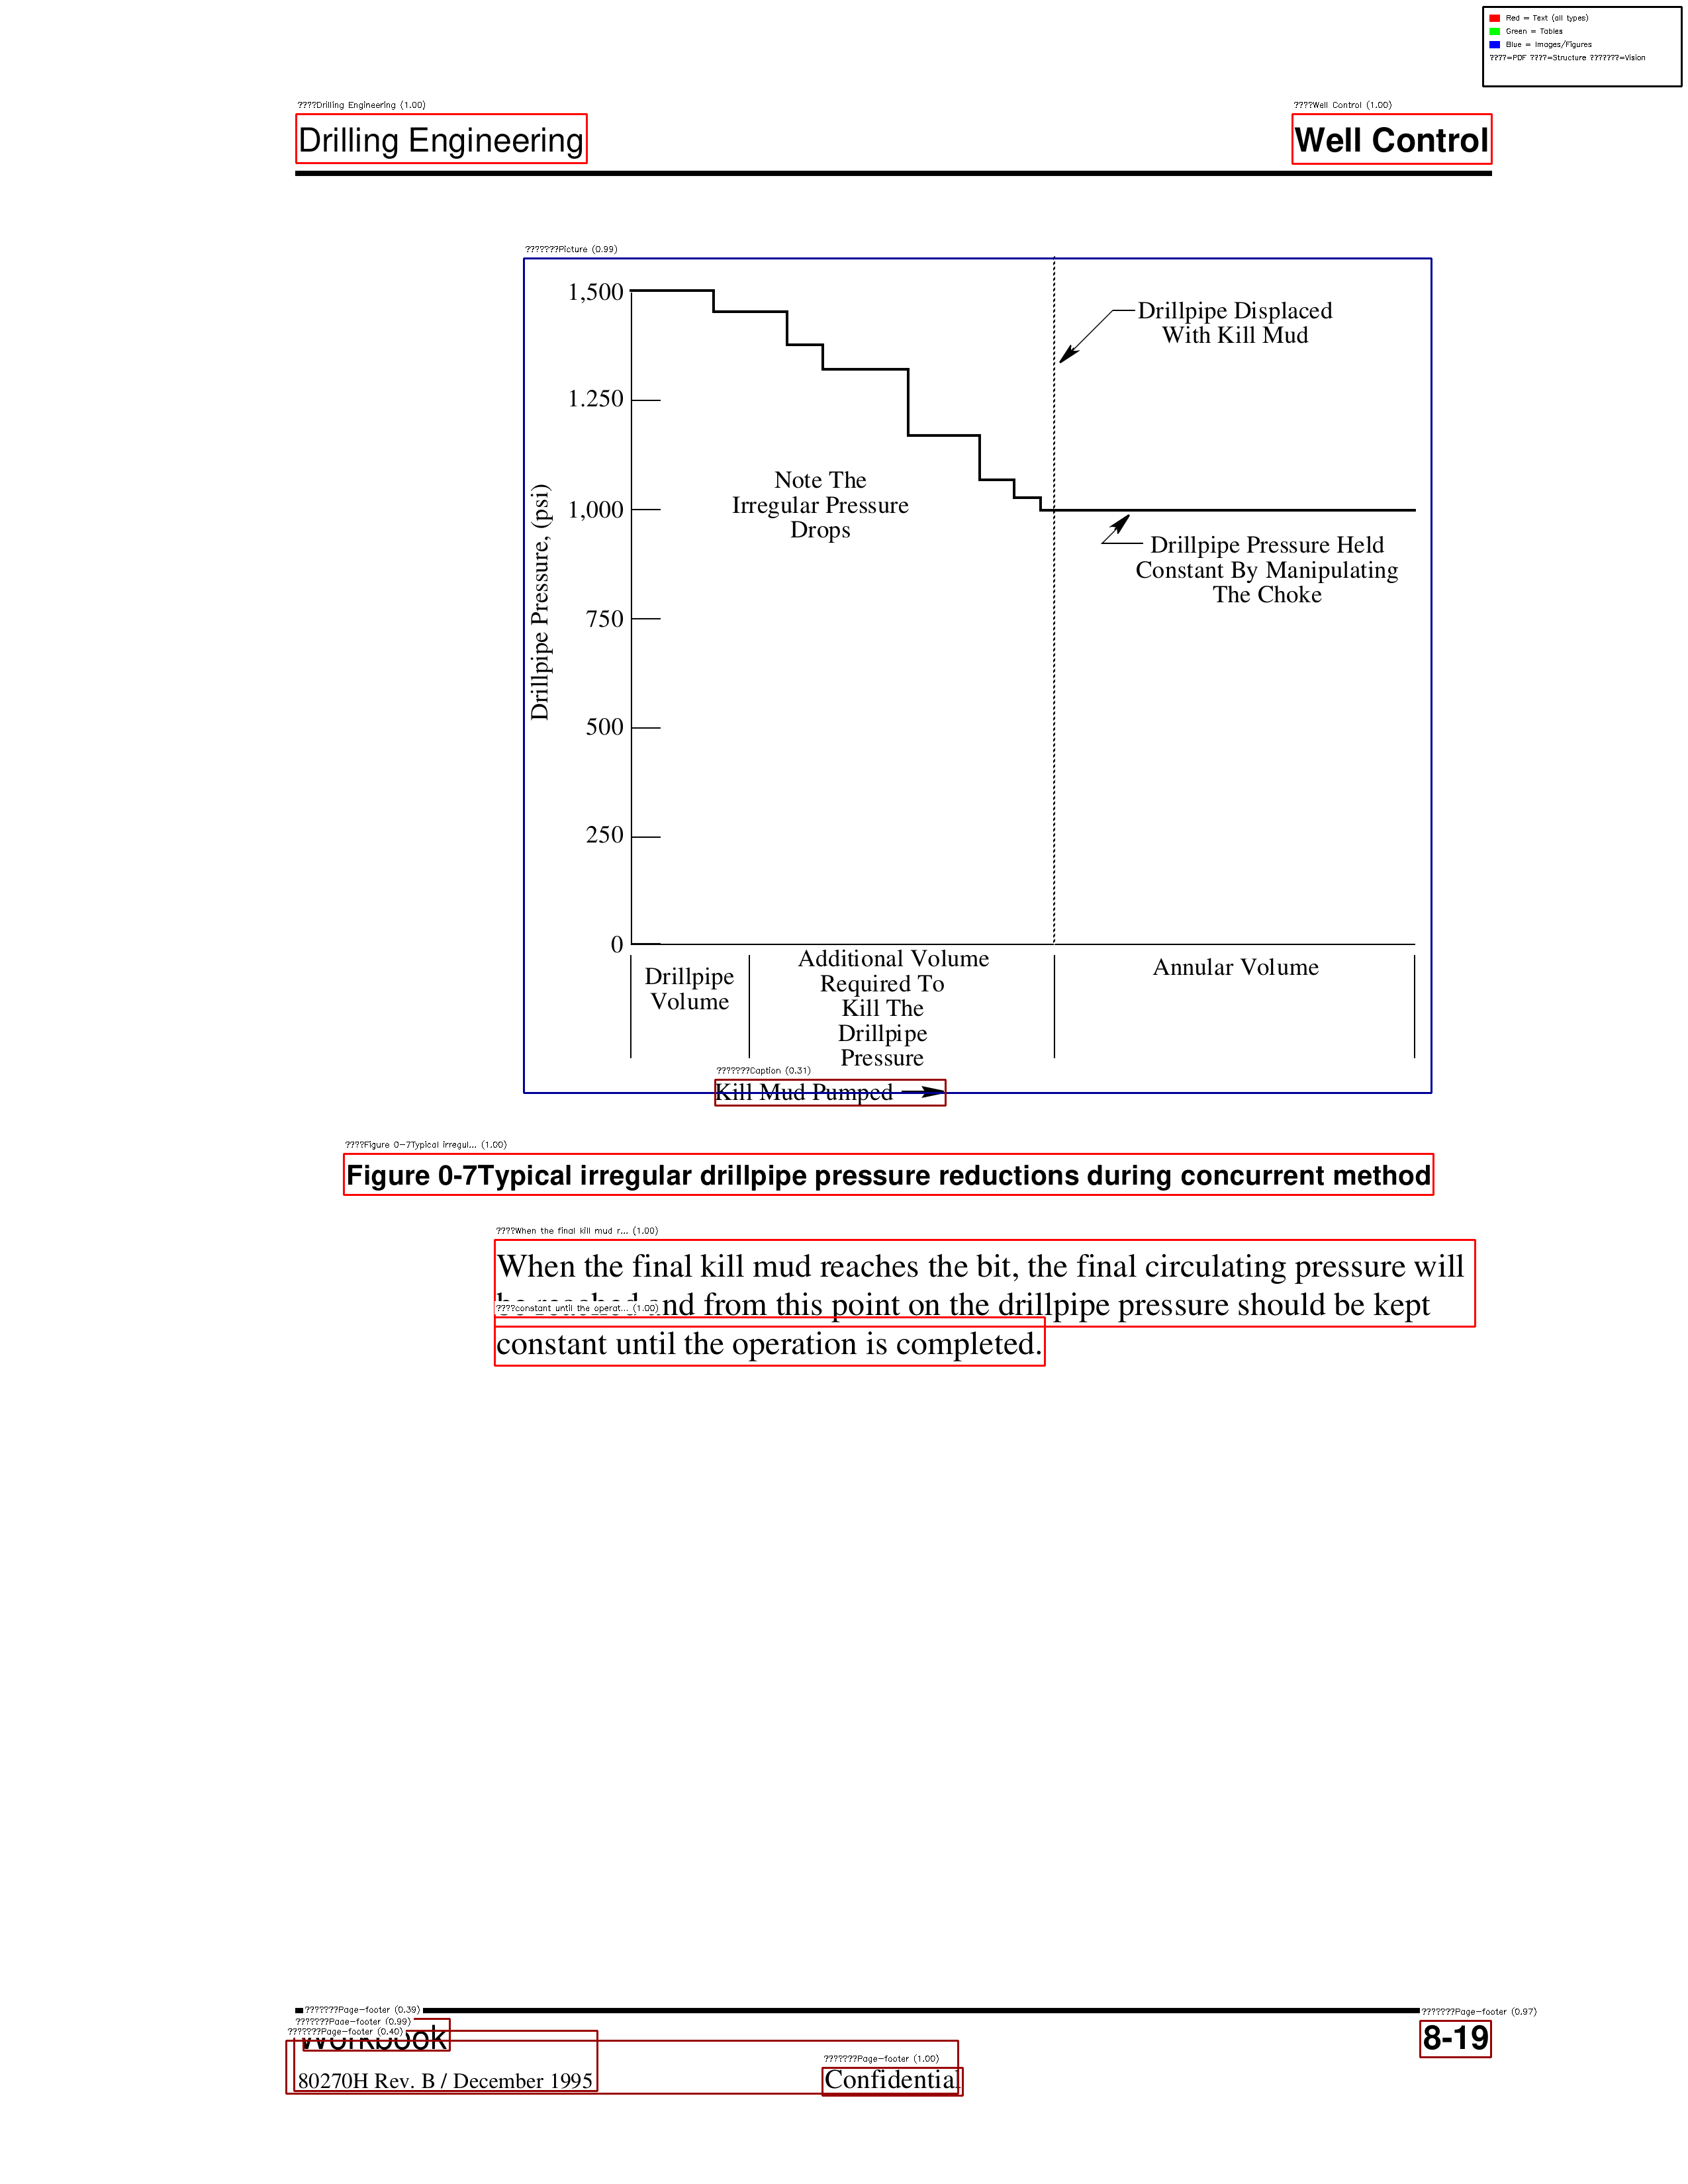 Red = Text (all types)
Green = Tables
Blue = Images/Figures
????=PDF ????=Structure ???????=Vision
????Drilling Engineering (1.00)
????Well Control (1.00)
Drilling Engineering
Well Control
???????Picture (0.99)
1,500
Drillpipe Displaced
With Kill Mud
1.250
Note The
Irregular Pressure
Drops
1,000
Drillpipe Pressure, (psi)
Drillpipe Pressure Held
Constant By Manipulating
The Choke
750
500
250
0
Drillpipe
Volume
Additional Volume
Required To
Kill The
Drillpipe
Pressure
Annular Volume
???????Caption (0.31)
Kill Mud Pumped
????Figure 0-7Typical irregul... (1.00)
Figure 0-7Typical irregular drillpipe pressure reductions during concurrent method
????When the final kill mud r... (1.00)
When the final kill mud reaches the bit, the final circulating pressure will
be reached and from this point on the drillpipe pressure should be kept
????constant until the operat... (1.00)
constant until the operation is completed.
???????Page-footer (0.39)
???????Page-footer (0.97)
???????Page-footer (0.99)
???????Page-footer (0.40)
Workbook
8-19
???????Page-footer (1.00)
80270H Rev. B / December 1995
Confidential